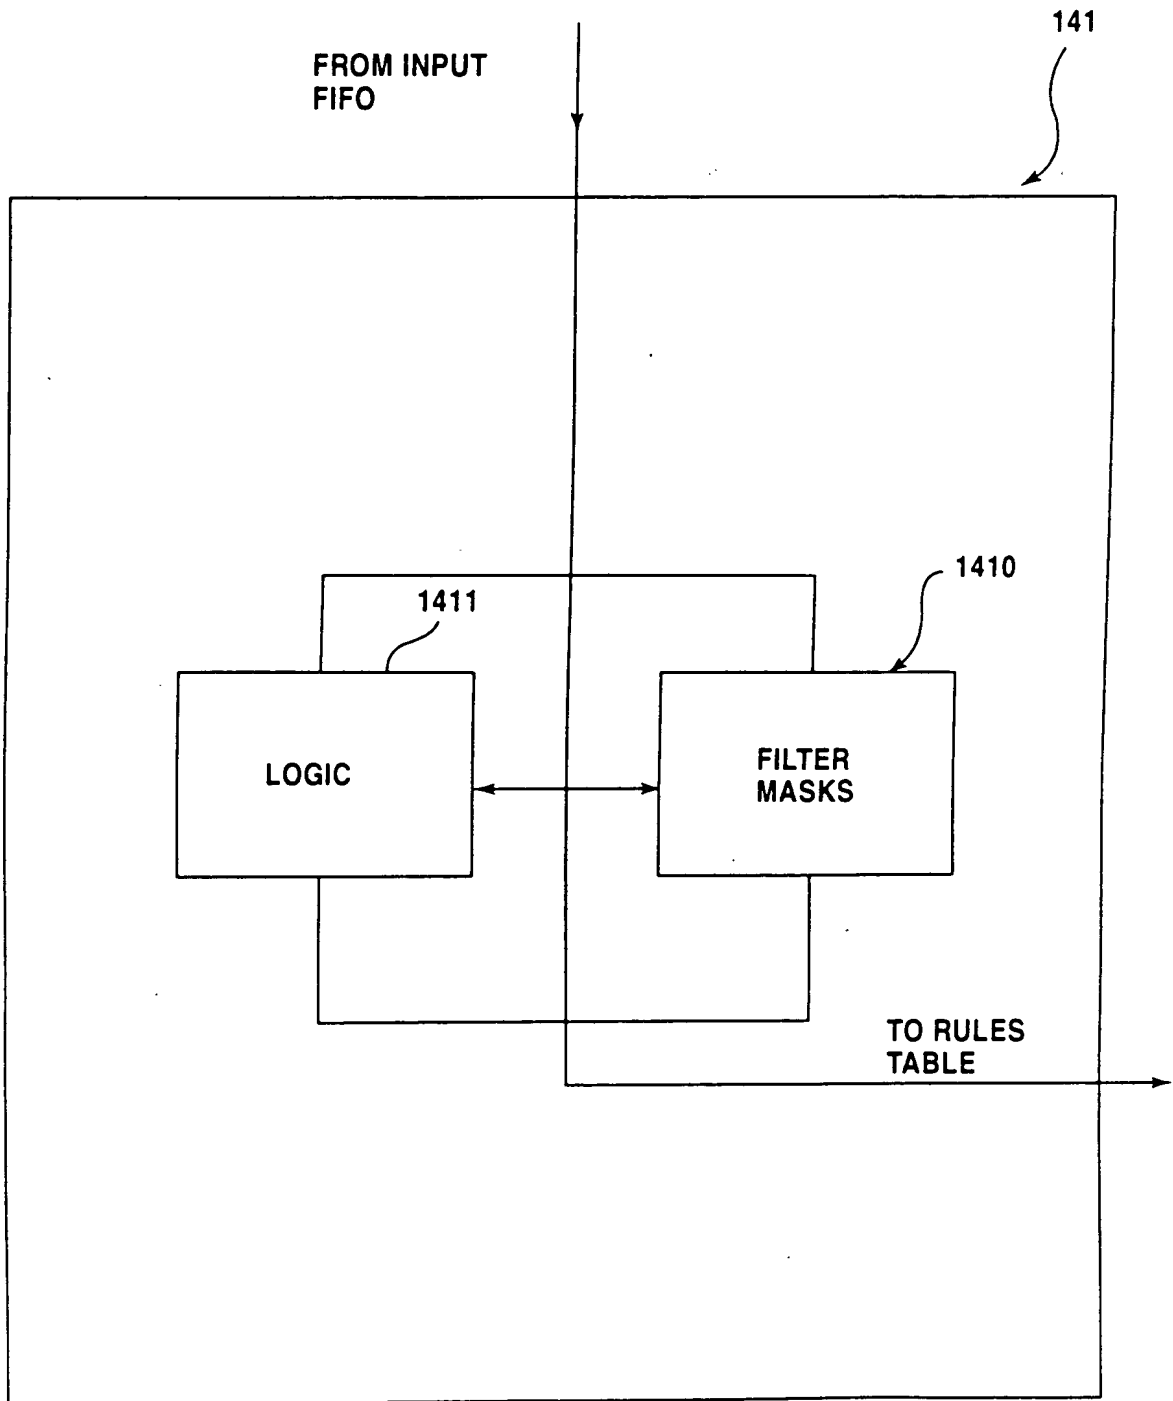 141
FROM INPUT
FIFO
1410
1411
LOGIC
FILTER
MASKS
TO RULES
TABLE